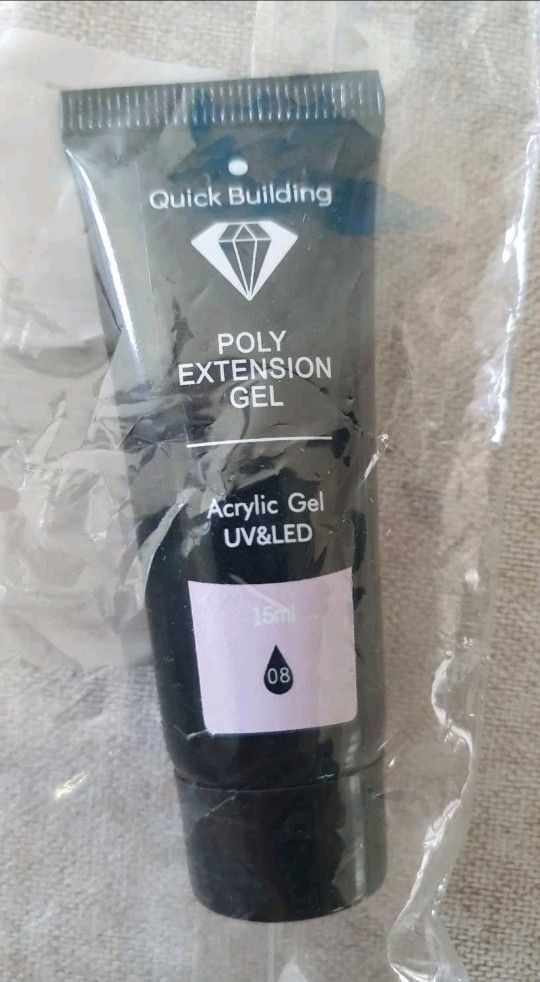 Quick Building
POLY
EXTENSION
GEL
Acrylic Gel
UV&LED
15ml
08